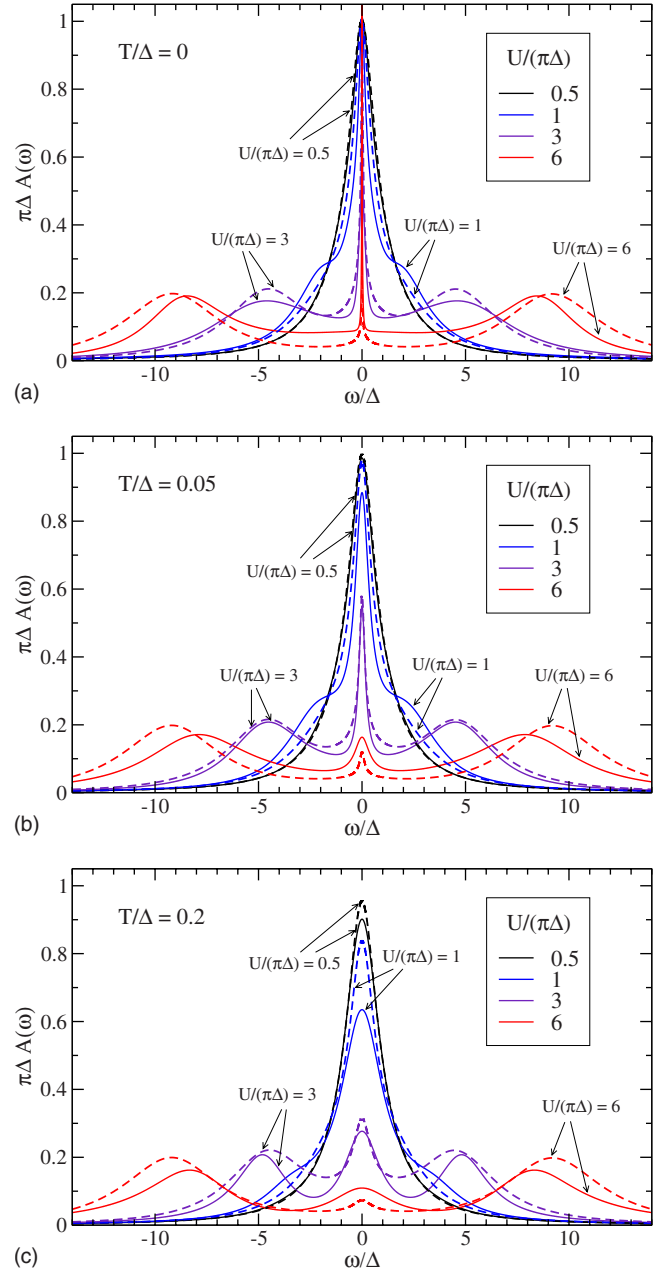 T/Δ = 0
U/(πΔ)
0.5
1
3
6
U/(πΔ) = 0.5
U/(πΔ) = 3
U/(πΔ) = 1
U/(πΔ) = 6
πΔ A(ω)
1
0.8
0.6
0.4
0.2
0
-10
-5
0
5
10
ω/Δ
(a)
T/Δ = 0.05
U/(πΔ)
0.5
1
3
6
U/(πΔ) = 0.5
U/(πΔ) = 3
U/(πΔ) = 1
U/(πΔ) = 6
πΔ A(ω)
1
0.8
0.6
0.4
0.2
0
-10
-5
0
5
10
ω/Δ
(b)
T/Δ = 0.2
U/(πΔ)
0.5
1
3
6
U/(πΔ) = 0.5
U/(πΔ) = 1
U/(πΔ) = 3
U/(πΔ) = 6
πΔ A(ω)
1
0.8
0.6
0.4
0.2
0
-10
-5
0
5
10
ω/Δ
(c)